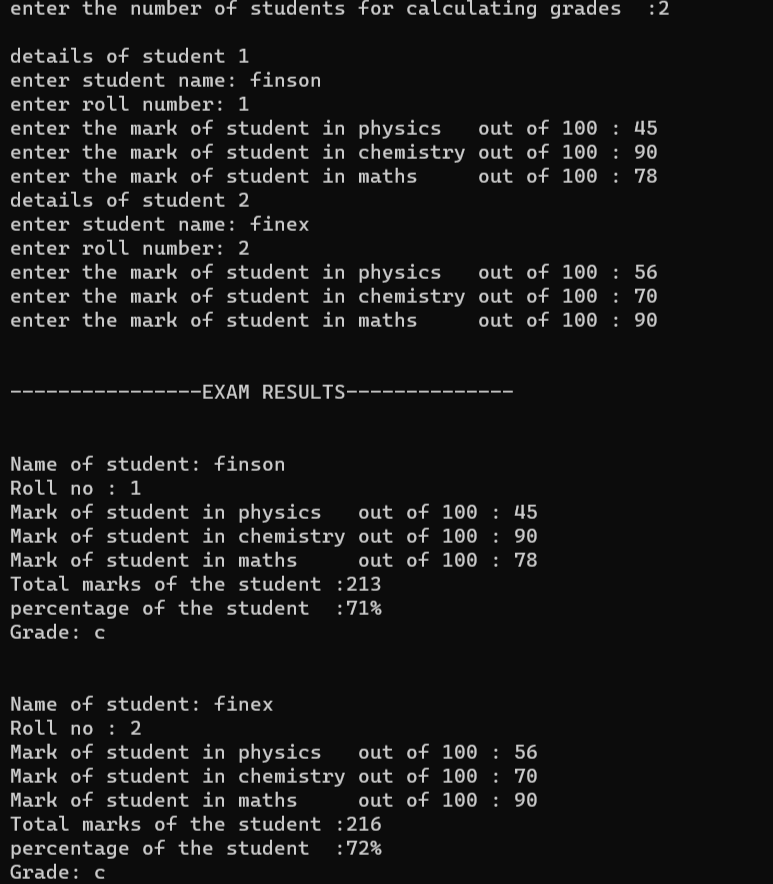 enter the number of students for calculating grades  :2
details of student 1
enter student name: finson
enter roll number: 1
enter the mark of student in physics   out of 100 : 45
enter the mark of student in chemistry out of 100 : 90
enter the mark of student in maths     out of 100 : 78
details of student 2
enter student name: finex
enter roll number: 2
enter the mark of student in physics   out of 100 : 56
enter the mark of student in chemistry out of 100 : 70
enter the mark of student in maths     out of 100 : 90
----------------EXAM RESULTS--------------
Name of student: finson
Roll no : 1
Mark of student in physics   out of 100 : 45
Mark of student in chemistry out of 100 : 90
Mark of student in maths     out of 100 : 78
Total marks of the student :213
percentage of the student  :71%
Grade: c
Name of student: finex
Roll no : 2
Mark of student in physics   out of 100 : 56
Mark of student in chemistry out of 100 : 70
Mark of student in maths     out of 100 : 90
Total marks of the student :216
percentage of the student  :72%
Grade: c